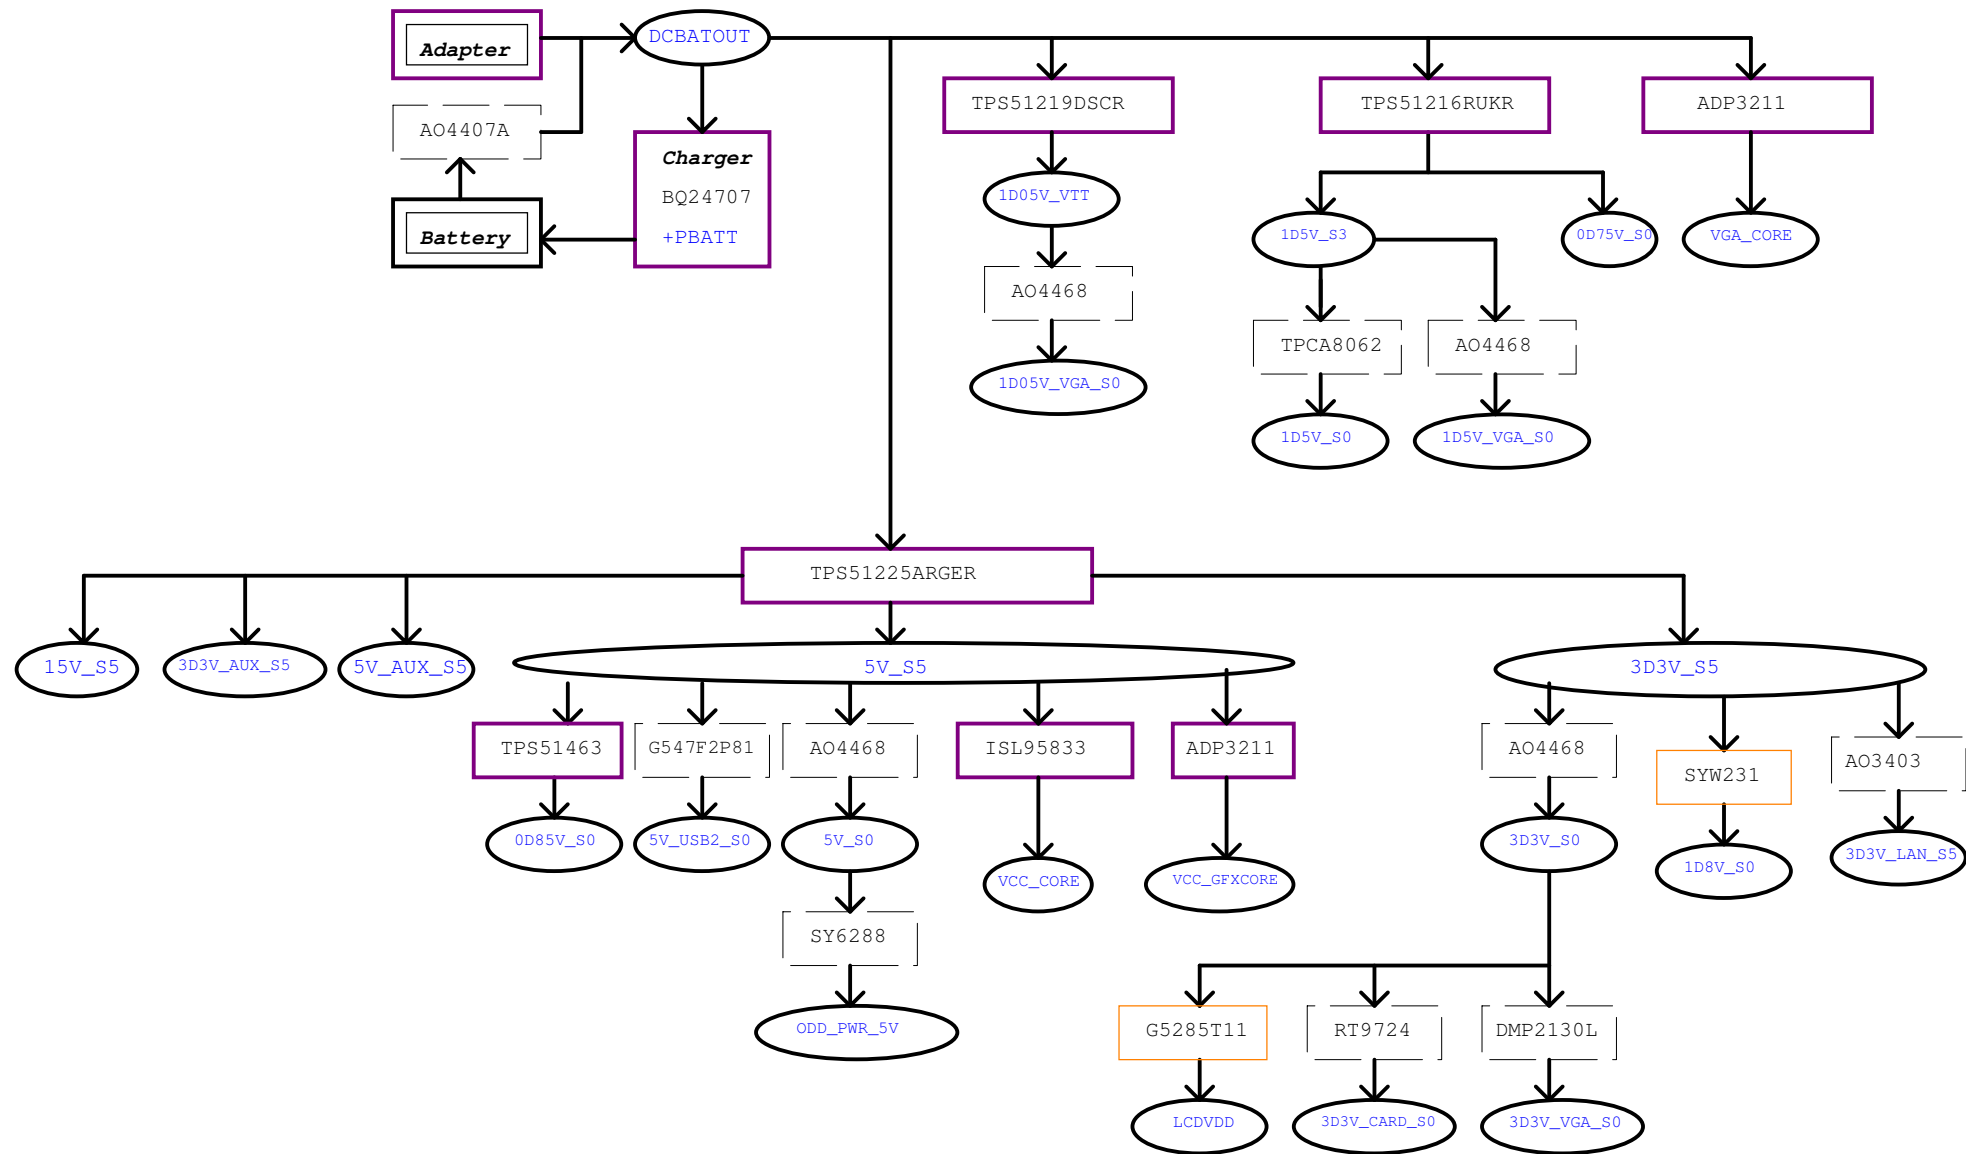 Adapter
DCBATOUT
TPS51219DSCR
TPS51216RUKR
ADP3211
AO4407A
Charger
BQ24707
+PBATT
Battery
1D05V_VTT
1D5V_S3
0D75V_S0
VGA_CORE
AO4468
TPCA8062
AO4468
1D05V_VGA_S0
1D5V_S0
1D5V_VGA_S0
TPS51225ARGER
15V_S5
3D3V_AUX_S5
5V_AUX_S5
5V_S5
3D3V_S5
TPS51463
G547F2P81
AO4468
ISL95833
ADP3211
AO4468
SYW231
AO3403
0D85V_S0
5V_USB2_S0
5V_S0
VCC_CORE
VCC_GFXCORE
3D3V_S0
1D8V_S0
3D3V_LAN_S5
SY6288
ODD_PWR_5V
G5285T11
RT9724
DMP2130L
LCDVDD
3D3V_CARD_S0
3D3V_VGA_S0